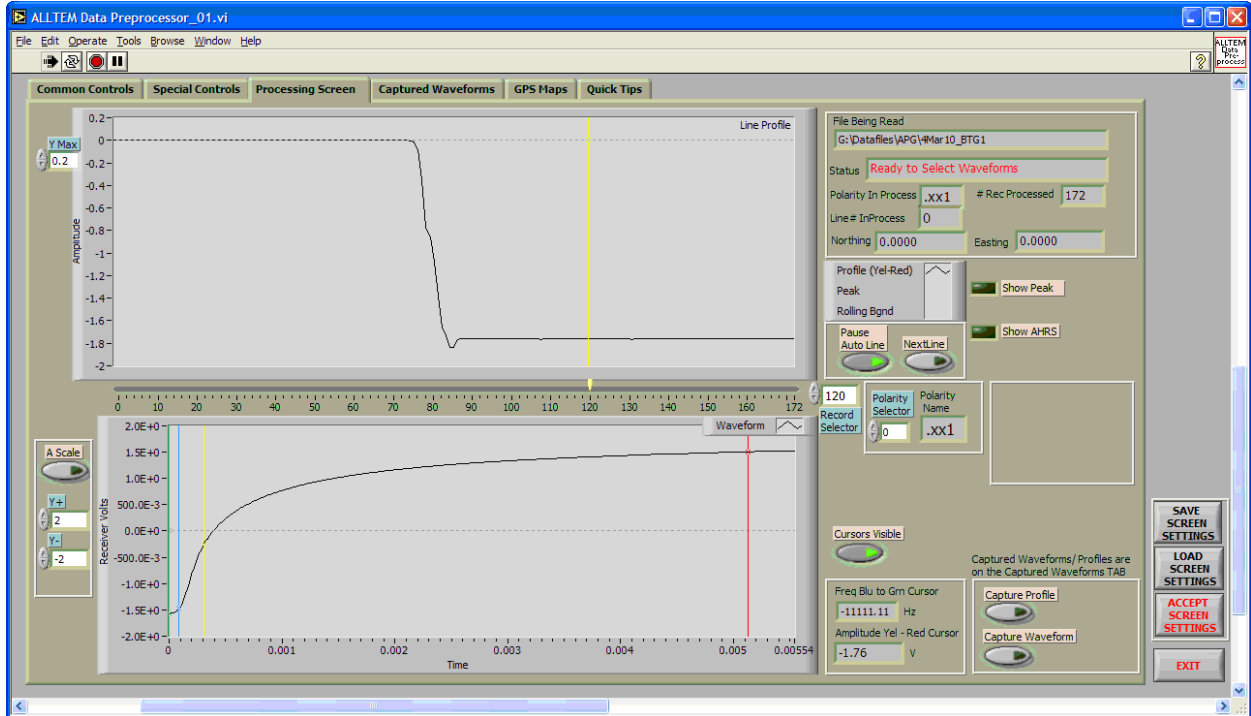 ALLTEM Data Preprocessor_01.vi
File Edit Operate Tools Browse Window Help
ALLTEM
Data
Pre-
process
Common Controls
Special Controls
Processing Screen
Captured Waveforms
GPS Maps
Quick Tips
Y Max
0.2
Line Profile
0.2
0
-0.2
-0.4
-0.6
-0.8
-1
-1.2
-1.4
-1.6
-1.8
-2
Amplitude
File Being Read
G:\Datafiles\APG\4Mar10_BTG1
Status Ready to Select Waveforms
Polarity In Process .xx1 # Rec Processed 172
Line# InProcess 0
Northing 0.0000 Easting 0.0000
Profile (Yel-Red)
Peak
Rolling Bgnd
Show Peak
Show AHRS
Pause
Auto Line
NextLine
0 10 20 30 40 50 60 70 80 90 100 110 120 130 140 150 160 172
120
Record
Selector
Polarity
Selector
0
Polarity
Name
.xx1
Waveform
A Scale
Y+
2
Y-
-2
2.0E+0
1.5E+0
1.0E+0
500.0E-3
0.0E+0
-500.0E-3
-1.0E+0
-1.5E+0
-2.0E+0
Receiver Volts
0 0.001 0.002 0.003 0.004 0.005 0.00554
Time
Cursors Visible
Freq Blu to Grn Cursor
-11111.11 Hz
Amplitude Yel - Red Cursor
-1.76 V
Captured Waveforms/Profiles are
on the Captured Waveforms TAB
Capture Profile
Capture Waveform
SAVE
SCREEN
SETTINGS
LOAD
SCREEN
SETTINGS
ACCEPT
SCREEN
SETTINGS
EXIT